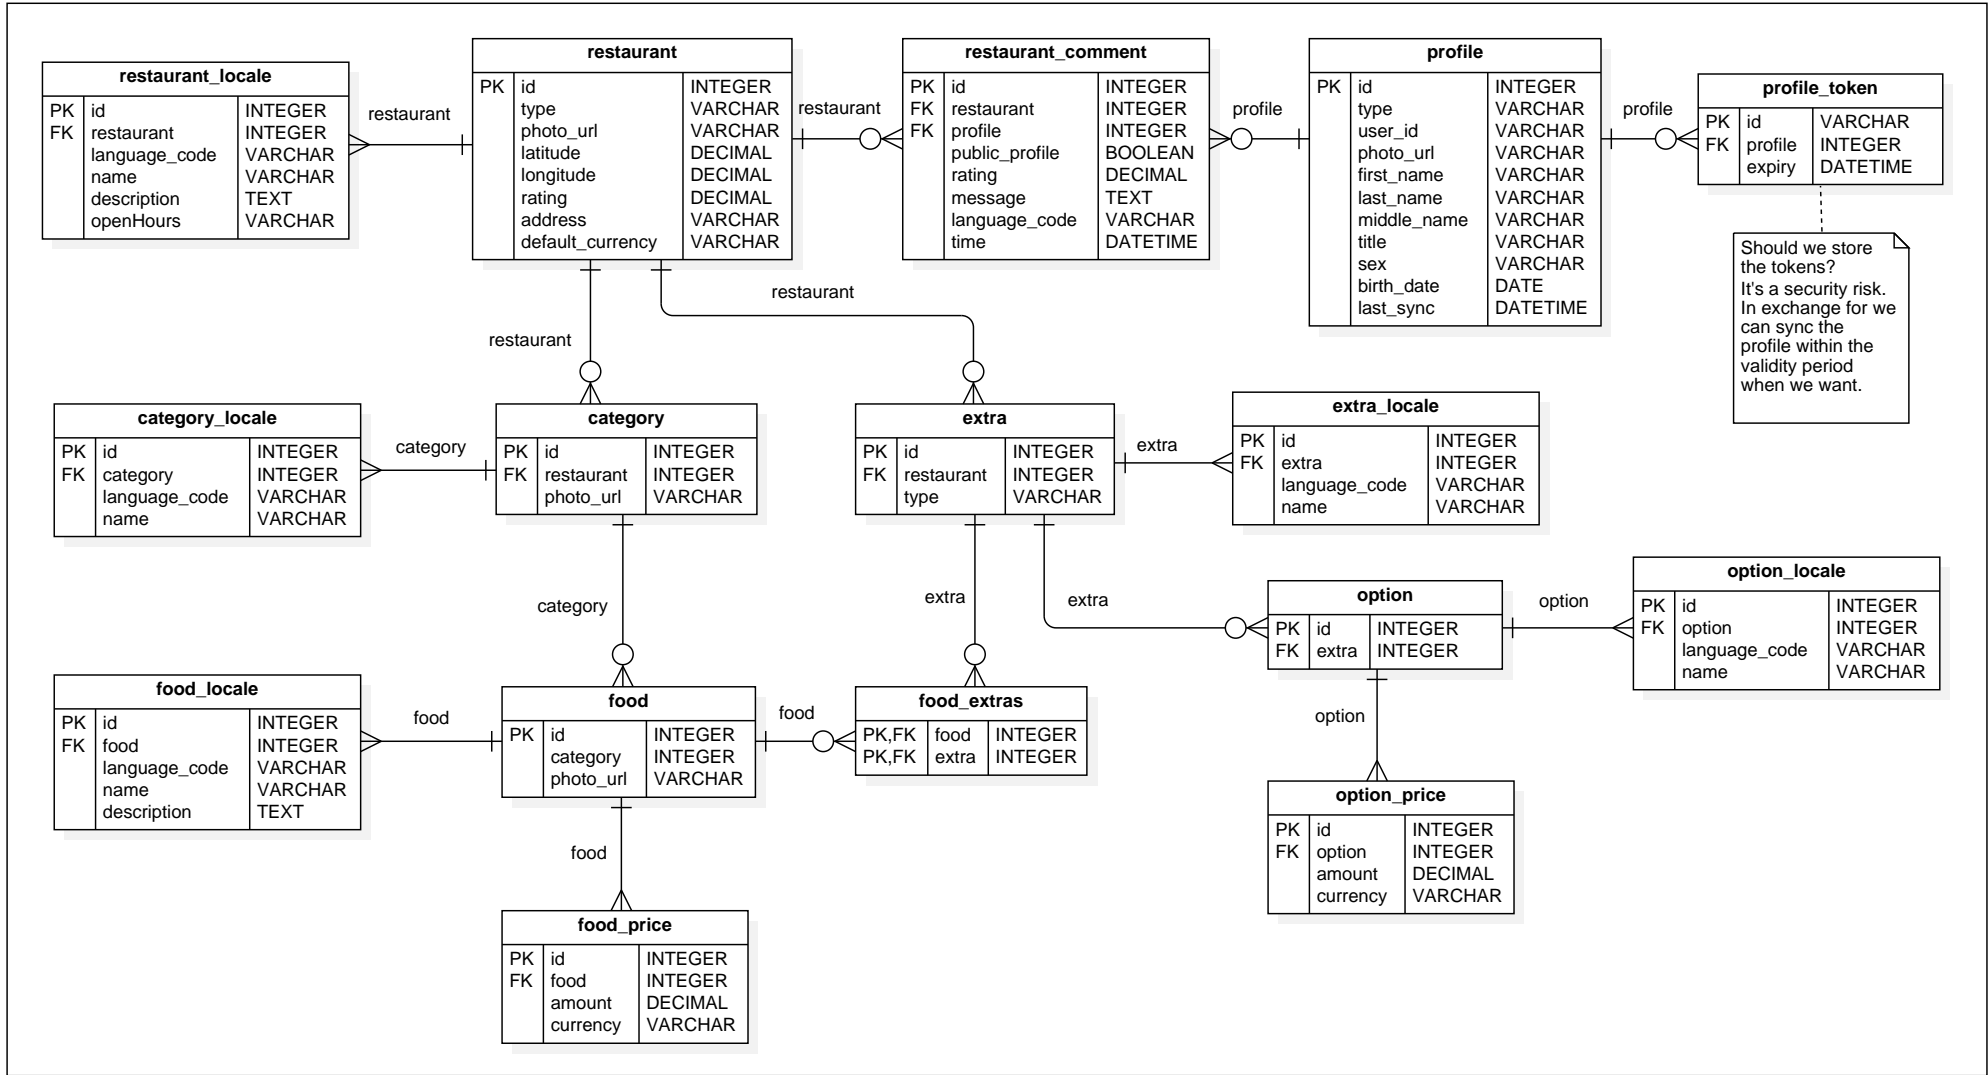 restaurant_locale
PK id INTEGER
FK restaurant INTEGER
language_code VARCHAR
name VARCHAR
description TEXT
openHours VARCHAR
restaurant
restaurant
PK id INTEGER
type VARCHAR
photo_url VARCHAR
latitude DECIMAL
longitude DECIMAL
rating DECIMAL
address VARCHAR
default_currency VARCHAR
restaurant
restaurant_comment
PK id INTEGER
FK restaurant INTEGER
FK profile INTEGER
public_profile BOOLEAN
rating DECIMAL
message TEXT
language_code VARCHAR
time DATETIME
profile
profile
PK id INTEGER
type VARCHAR
user_id VARCHAR
photo_url VARCHAR
first_name VARCHAR
last_name VARCHAR
middle_name VARCHAR
title VARCHAR
sex VARCHAR
birth_date DATE
last_sync DATETIME
profile
profile_token
PK id VARCHAR
FK profile INTEGER
expiry DATETIME
Should we store
the tokens?
It's a security risk.
In exchange for we
can sync the
profile within the
validity period
when we want.
restaurant
restaurant
category_locale
PK id INTEGER
FK category INTEGER
language_code VARCHAR
name VARCHAR
category
category
PK id INTEGER
FK restaurant INTEGER
photo_url VARCHAR
extra
PK id INTEGER
FK restaurant INTEGER
type VARCHAR
extra
extra_locale
PK id INTEGER
FK extra INTEGER
language_code VARCHAR
name VARCHAR
category
extra
extra
option
PK id INTEGER
FK extra INTEGER
option
option_locale
PK id INTEGER
FK option INTEGER
language_code VARCHAR
name VARCHAR
food_locale
PK id INTEGER
FK food INTEGER
language_code VARCHAR
name VARCHAR
description TEXT
food
food
PK id INTEGER
category INTEGER
photo_url VARCHAR
food
food_extras
PK,FK food INTEGER
PK,FK extra INTEGER
option
option_price
PK id INTEGER
FK option INTEGER
amount DECIMAL
currency VARCHAR
food
food_price
PK id INTEGER
FK food INTEGER
amount DECIMAL
currency VARCHAR